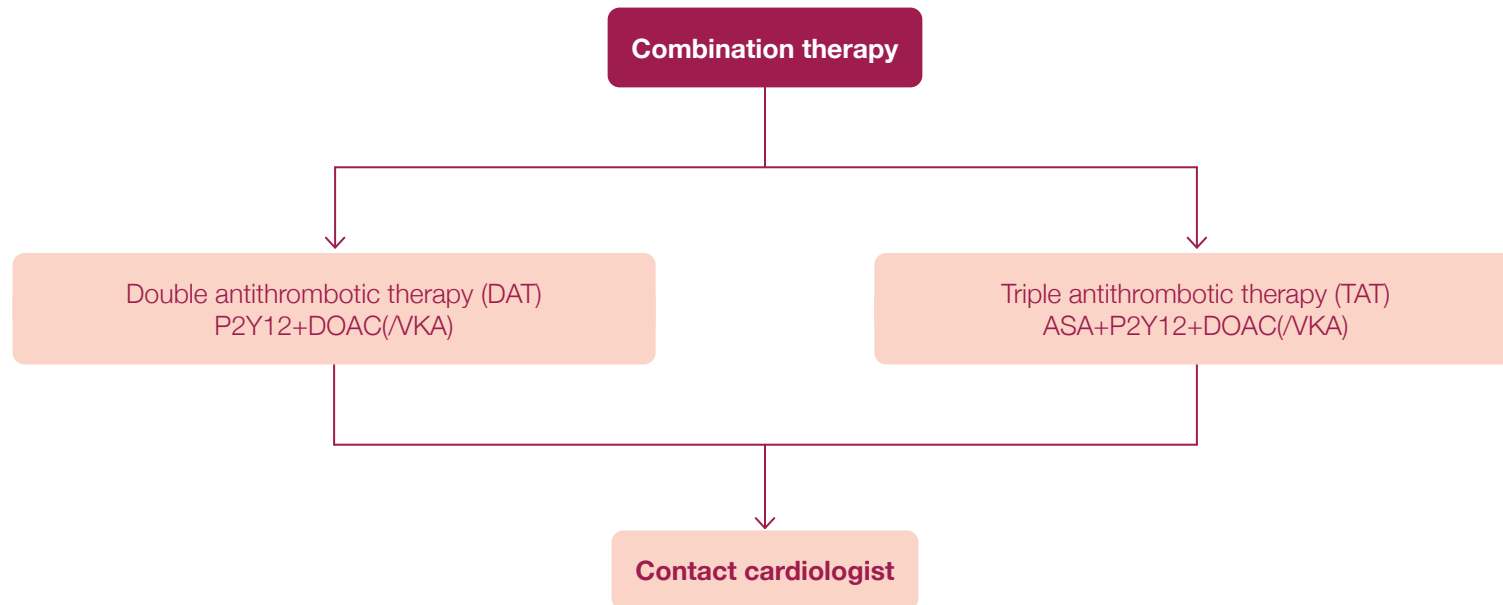 Combination therapy
Double antithrombotic therapy (DAT)
P2Y12+DOAC(/VKA)
Triple antithrombotic therapy (TAT)
ASA+P2Y12+DOAC(/VKA)
Contact cardiologist